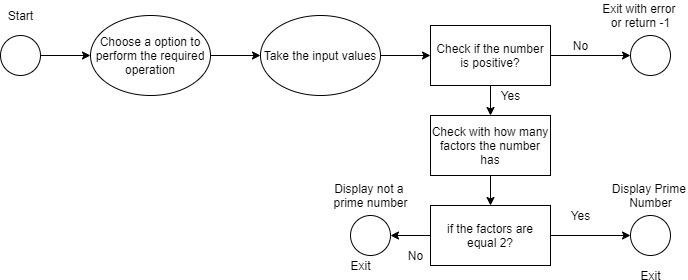 Start
Choose a option to
perform the required
operation
Take the input values
Check if the number
is positive?
No
Exit with error
or return -1
Yes
Check with how many
factors the number
has
if the factors are
equal 2?
No
Display not a
prime number
Exit
Yes
Display Prime
Number
Exit